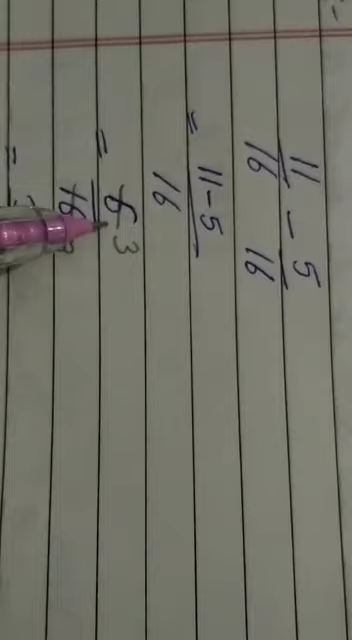 11/16 - 5/16
= 11-5/16
= 6/16 3
=